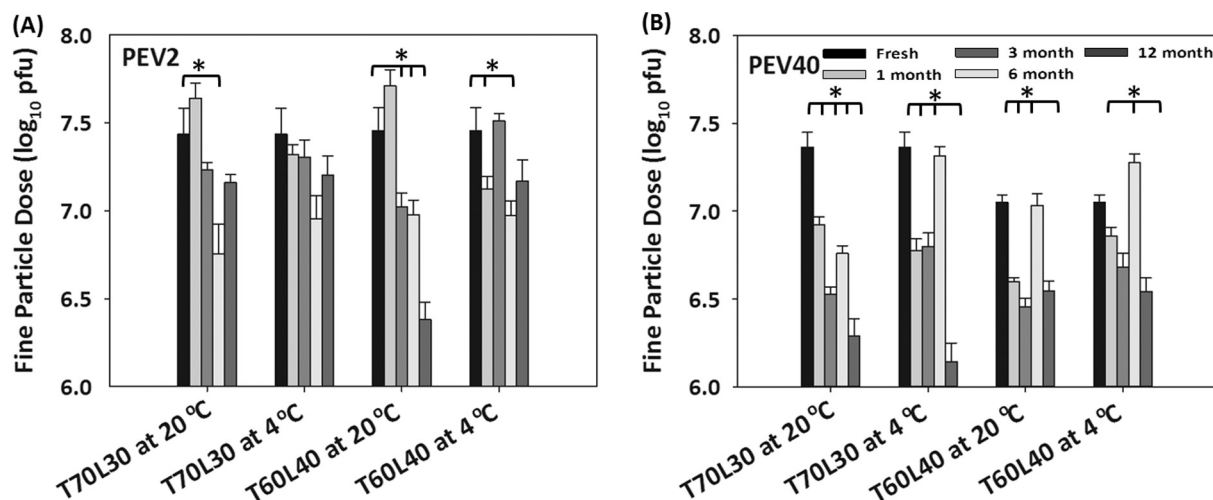 (A)
PEV2
Fine Particle Dose (log10 pfu)
8.0
7.5
7.0
6.5
6.0
*
*
*
T70L30 at 20 °C
T70L30 at 4 °C
T60L40 at 20 °C
T60L40 at 4 °C
(B)
PEV40
Fresh
3 month
12 month
1 month
6 month
Fine Particle Dose (log10 pfu)
8.0
7.5
7.0
6.5
6.0
*
*
*
*
T70L30 at 20 °C
T70L30 at 4 °C
T60L40 at 20 °C
T60L40 at 4 °C